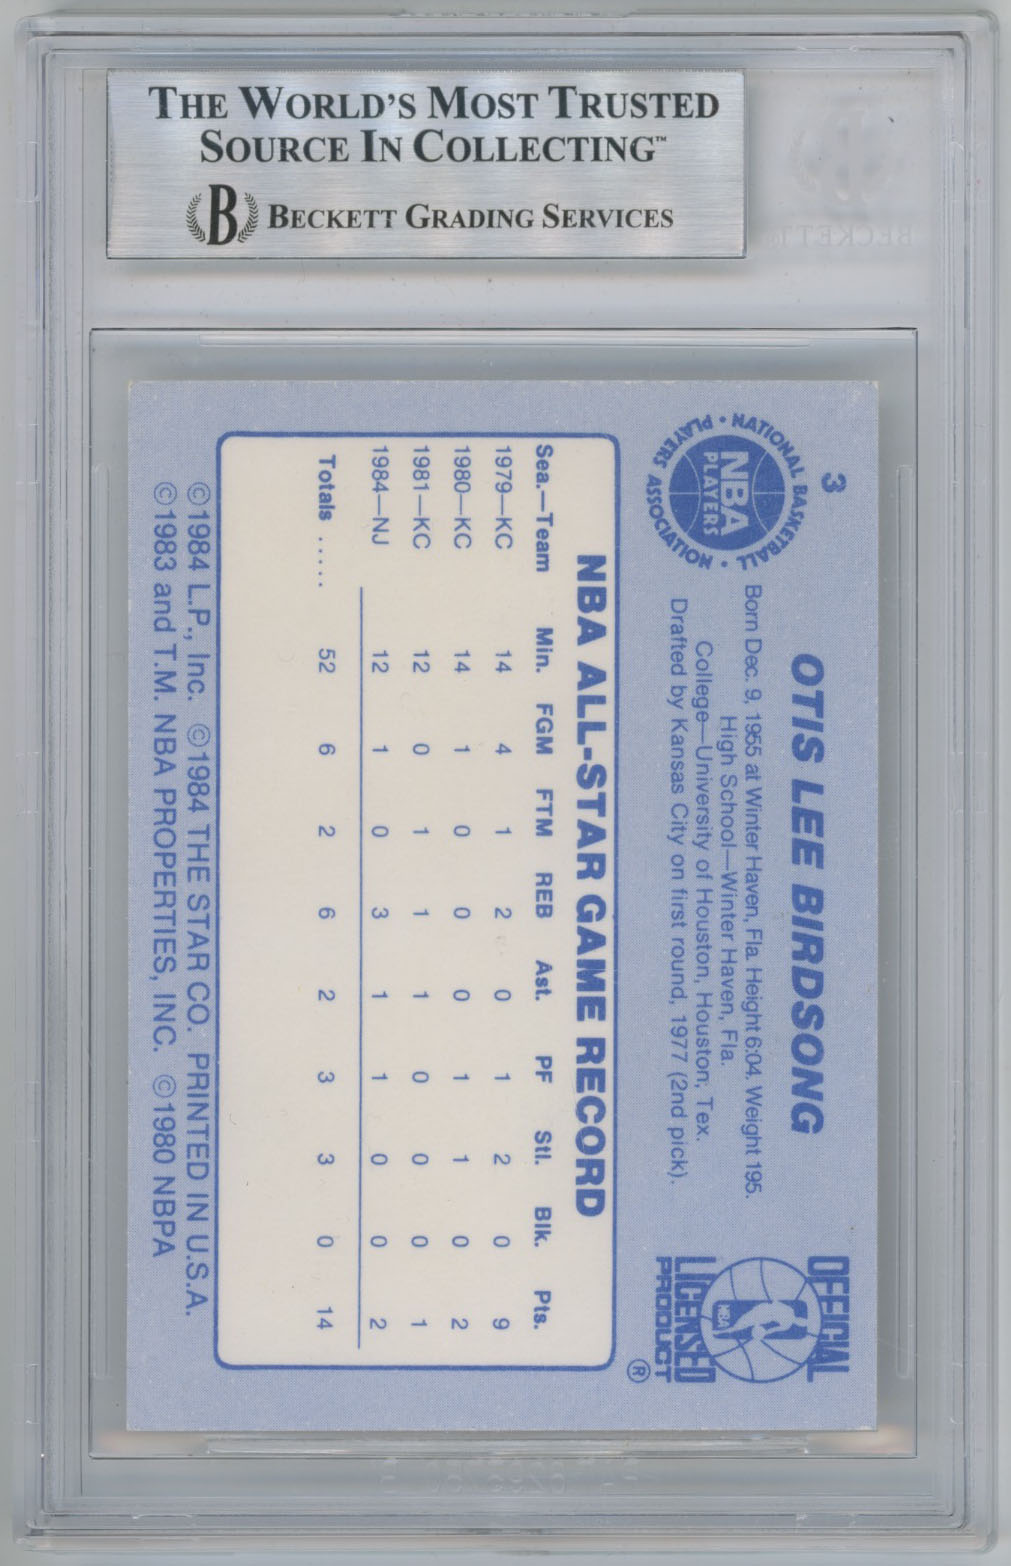 THE WORLD'S MOST TRUSTED
SOURCE IN COLLECTING™
B BECKETT GRADING SERVICES
BECKETT
3
NATIONAL BASKETBALL PLAYERS ASSOCIATION
NBA
PLAYERS
OTIS LEE BIRDSONG
Born Dec. 9, 1955 at Winter Haven, Fla. Height 6:04. Weight 195.
High School—Winter Haven, Fla.
College—University of Houston, Houston, Tex.
Drafted by Kansas City on first round, 1977 (2nd pick).
OFFICIAL
NBA
LICENSED
PRODUCT
®
NBA ALL-STAR GAME RECORD
Sea.—Team Min. FGM FTM REB Ast. PF Stl. Blk. Pts.
1979—KC 14 4 1 2 0 1 2 0 9
1980—KC 14 1 0 0 0 1 1 0 2
1981—KC 12 0 1 1 1 0 0 0 1
1984—NJ 12 1 0 3 1 1 0 0 2
Totals ..... 52 6 2 6 2 3 3 0 14
©1984 L.P., Inc. ©1984 THE STAR CO. PRINTED IN U.S.A.
©1983 and T.M. NBA PROPERTIES, INC. ©1980 NBPA